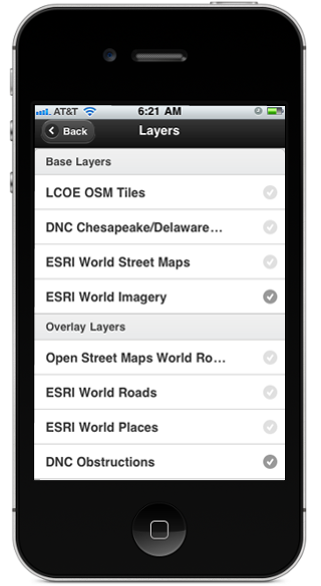 AT&T 6:21 AM
Back Layers
Base Layers
LCOE OSM Tiles
DNC Chesapeake/Delaware...
ESRI World Street Maps
ESRI World Imagery
Overlay Layers
Open Street Maps World Ro...
ESRI World Roads
ESRI World Places
DNC Obstructions